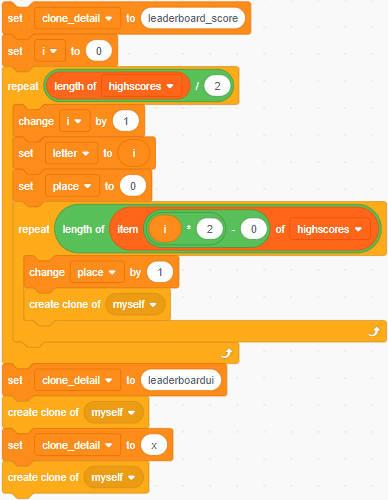 set clone_detail to leaderboard_score
set i to 0
repeat length of highscores / 2
change i by 1
set letter to i
set place to 0
repeat length of item i * 2 - 0 of highscores
change place by 1
create clone of myself
set clone_detail to leaderboardui
create clone of myself
set clone_detail to x
create clone of myself